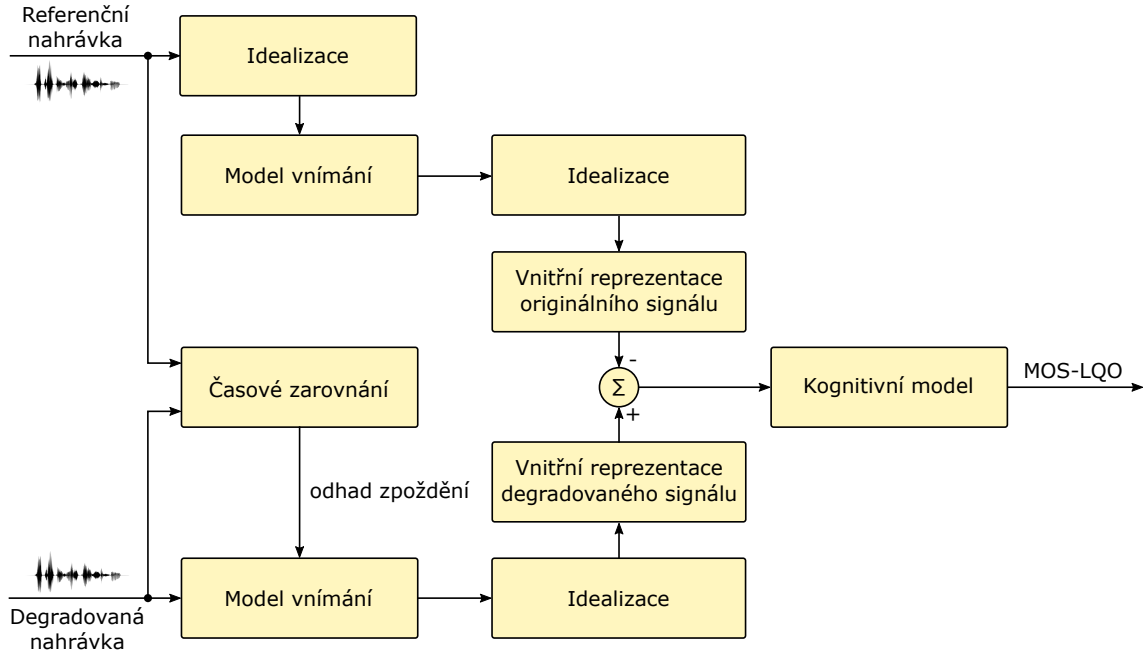 Referenční
nahrávka
Idealizace
Model vnímání
Idealizace
Vnitřní reprezentace
originálního signálu
-
Časové zarovnání
Σ
+
Kognitivní model
MOS-LQO
odhad zpoždění
Vnitřní reprezentace
degradovaného signálu
Model vnímání
Idealizace
Degradovaná
nahrávka